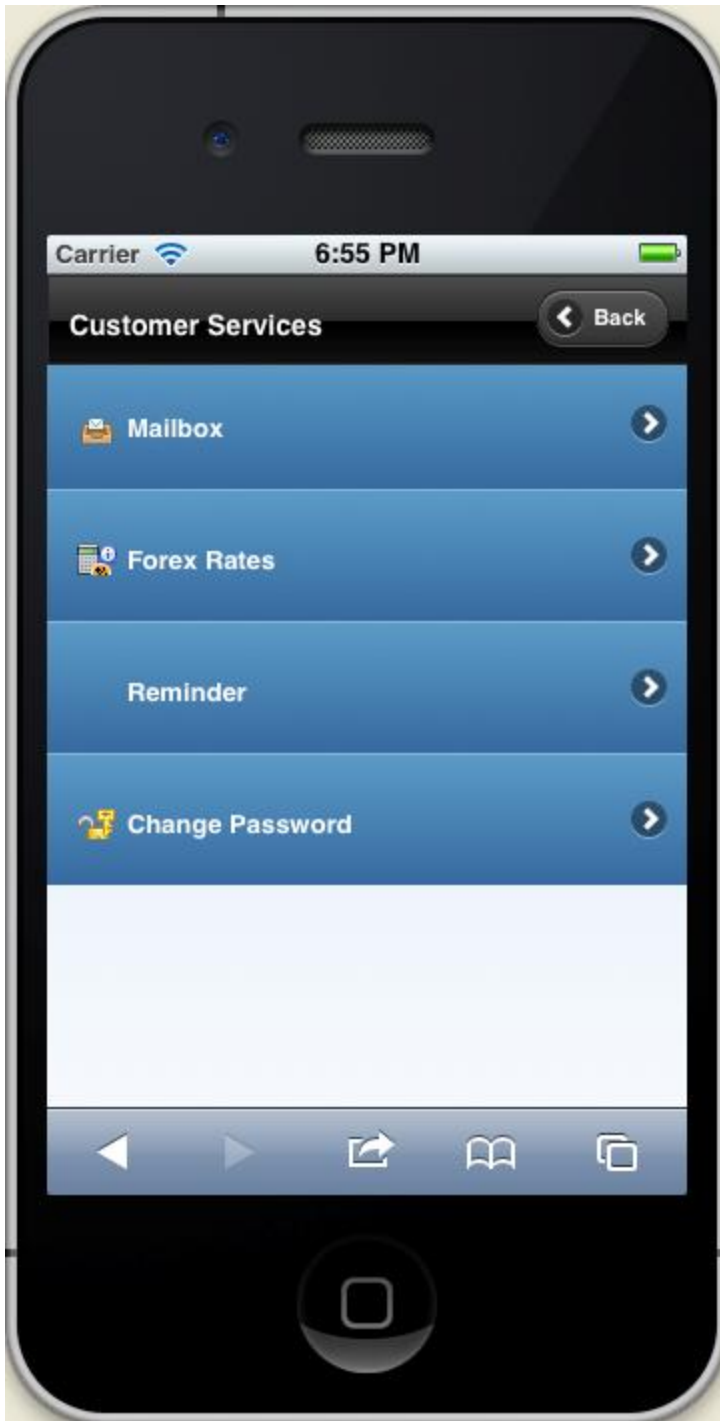 Carrier 6:55 PM
Customer Services Back
Mailbox
Forex Rates
Reminder
Change Password